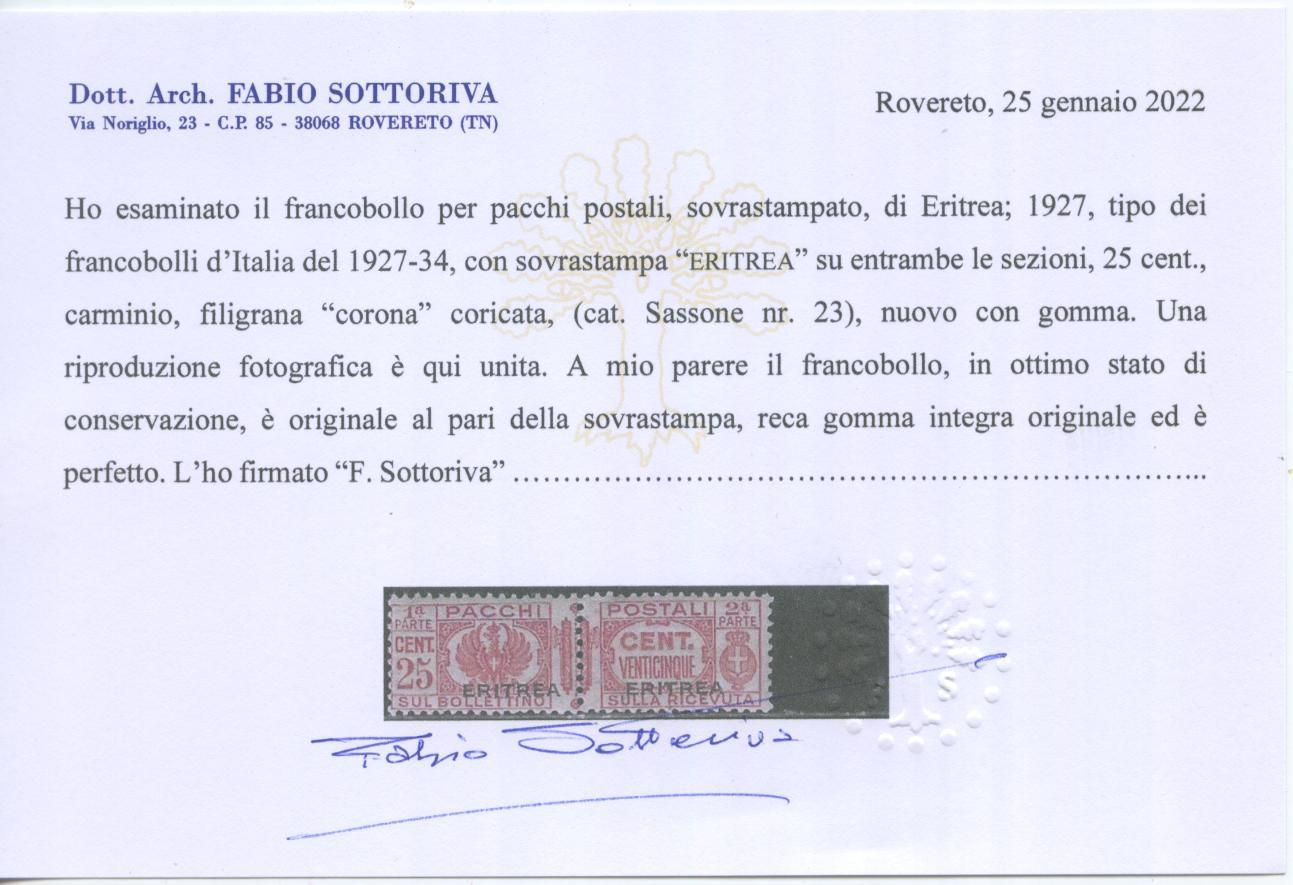 Dott. Arch. FABIO SOTTORIVA
Via Noriglio, 23 - C.P. 85 - 38068 ROVERETO (TN)
Rovereto, 25 gennaio 2022
Ho esaminato il francobollo per pacchi postali, sovrastampato, di Eritrea; 1927, tipo dei
francobolli d'Italia del 1927-34, con sovrastampa “ERITREA” su entrambe le sezioni, 25 cent.,
carminio, filigrana “corona” coricata, (cat. Sassone nr. 23), nuovo con gomma. Una
riproduzione fotografica è qui unita. A mio parere il francobollo, in ottimo stato di
conservazione, è originale al pari della sovrastampa, reca gomma integra originale ed è
perfetto. L'ho firmato “F. Sottoriva” ……………………………………………………………...
1ª PARTE PACCHI POSTALI 2ª PARTE
CENT. 25 CENT. VENTICINQUE
ERITREA ERITREA
SUL BOLLETTINO SULLA RICEVUTA
S
Fabio Sottoriva